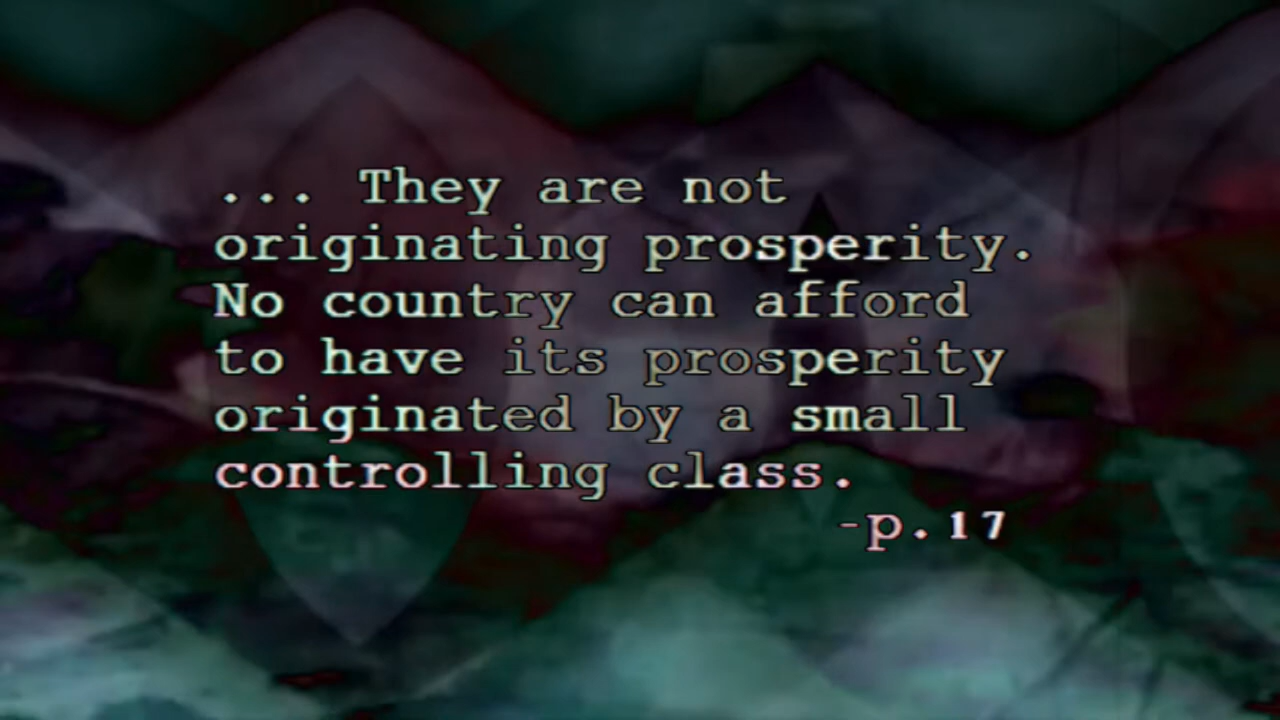 ... They are not
originating prosperity.
No country can afford
to have its prosperity
originated by a small
controlling class.
-p.17